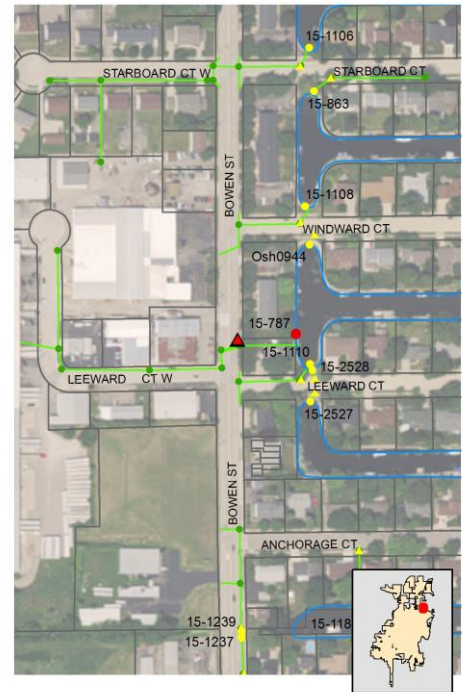 15-1106
STARBOARD CT W
STARBOARD CT
15-863
BOWEN ST
15-1108
WINDWARD CT
Osh0944
15-787
15-1110
15-2528
LEEWARD CT W
LEEWARD CT
15-2527
BOWEN ST
ANCHORAGE CT
15-1239
15-118
15-1237